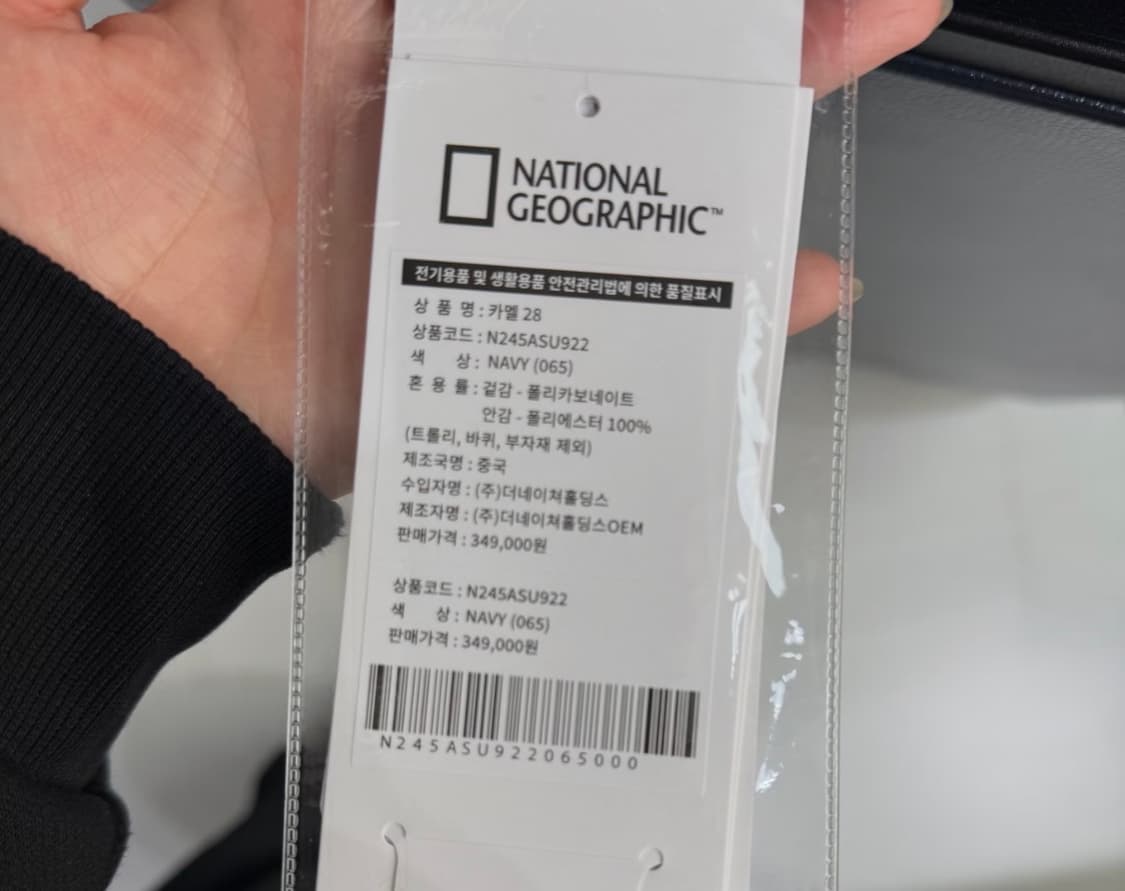 NATIONAL
GEOGRAPHIC™
전기용품 및 생활용품 안전관리법에 의한 품질표시
상 품 명 : 카멜 28
상품코드 : N245ASU922
색 상 : NAVY (065)
혼 용 률 : 겉감 - 폴리카보네이트
안감 - 폴리에스터 100%
(트롤리, 바퀴, 부자재 제외)
제조국명 : 중국
수입자명 : (주)더네이쳐홀딩스
제조자명 : (주)더네이쳐홀딩스OEM
판매가격 : 349,000원
상품코드 : N245ASU922
색 상 : NAVY (065)
판매가격 : 349,000원
N245ASU922065000